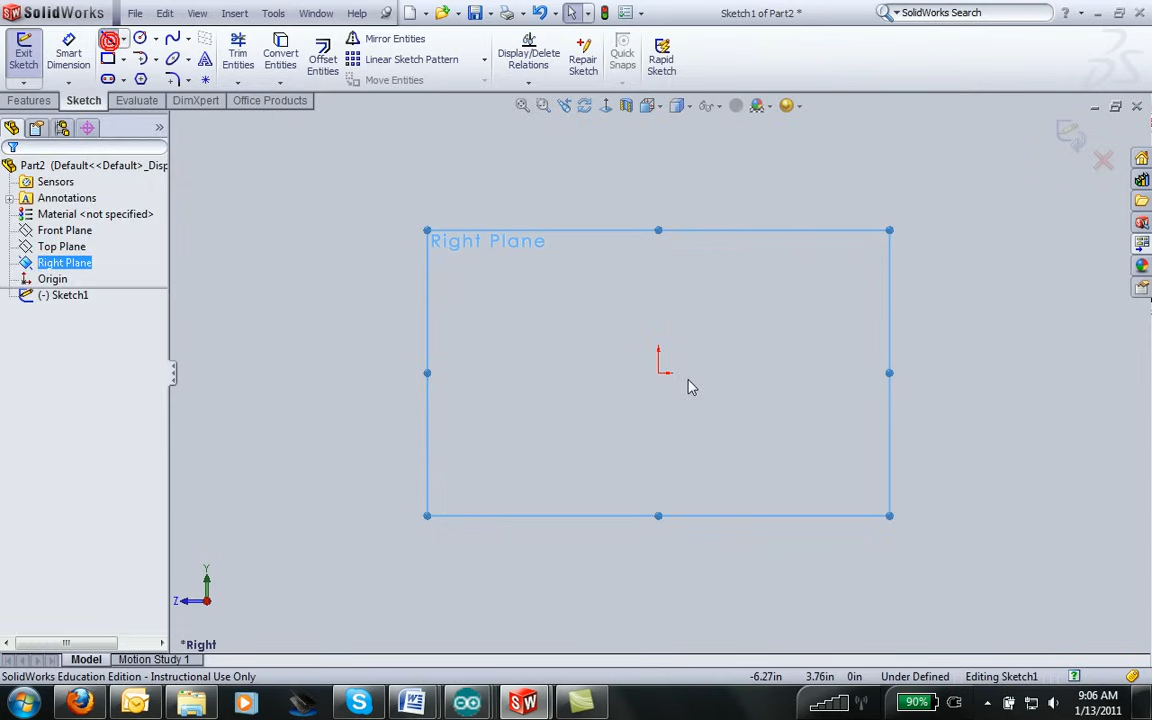 SolidWorks File Edit View Insert Tools Window Help Sketch1 of Part2 * SolidWorks Search
Exit Sketch
Smart Dimension
Trim Entities
Convert Entities
Offset Entities
Mirror Entities
Linear Sketch Pattern
Move Entities
Display/Delete Relations
Repair Sketch
Quick Snaps
Rapid Sketch
Features Sketch Evaluate DimXpert Office Products
Part2 (Default<<Default>_Disp
Sensors
Annotations
Material <not specified>
Front Plane
Top Plane
Right Plane
Origin
(-) Sketch1
Right Plane
Y
Z
*Right
Model Motion Study 1
SolidWorks Education Edition - Instructional Use Only -6.27in 3.76in 0in Under Defined Editing Sketch1
90% 9:06 AM
1/13/2011